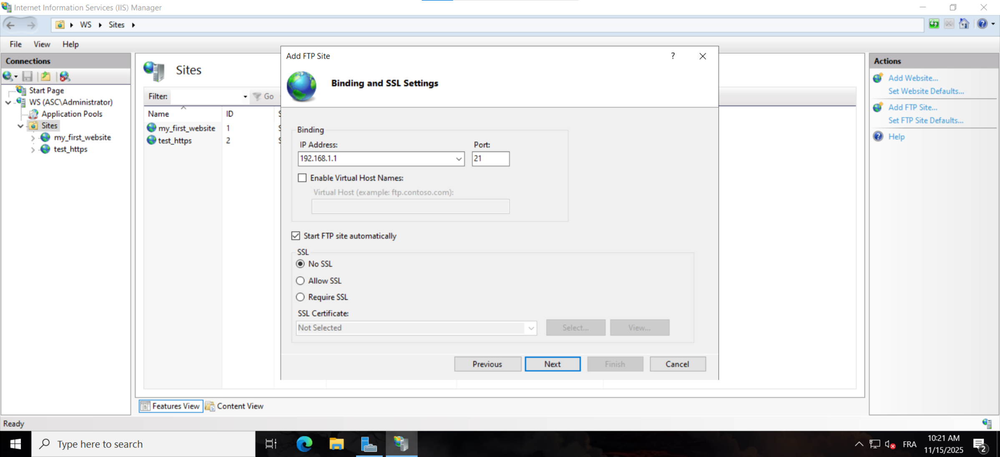 Internet Information Services (IIS) Manager
WS
Sites
File
View
Help
Connections
Start Page
WS (ASC\Administrator)
Application Pools
Sites
my_first_website
test_https
Sites
Filter:
Go
Name
ID
my_first_website
1
test_https
2
Features View
Content View
Add FTP Site
?
Binding and SSL Settings
Binding
IP Address:
Port:
192.168.1.1
21
Enable Virtual Host Names:
Virtual Host (example: ftp.contoso.com):
Start FTP site automatically
SSL
No SSL
Allow SSL
Require SSL
SSL Certificate:
Not Selected
Select...
View...
Previous
Next
Finish
Cancel
Actions
Add Website...
Set Website Defaults...
Add FTP Site...
Set FTP Site Defaults...
Help
Ready
Type here to search
FRA
10:21 AM
11/15/2025
2